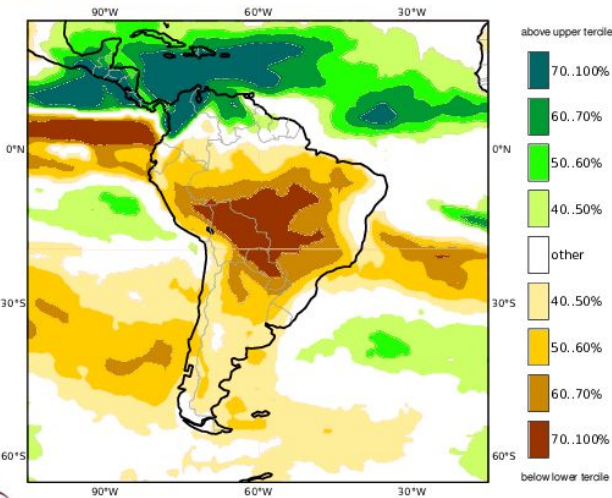 90°W 60°W 30°W
above upper tercile
70..100%
60..70%
0°N 0°N
50..60%
40..50%
other
30°S 30°S
40..50%
50..60%
60..70%
60°S 60°S
70..100%
below lower tercile
90°W 60°W 30°W